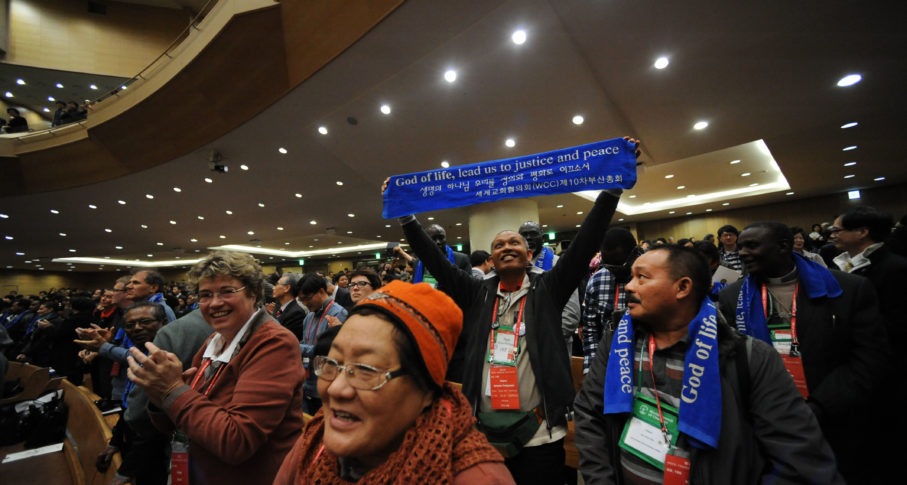 God of life, lead us to justice and peace
생명의 하나님 우리를 정의와 평화로 이끄소서
세계교회협의회(WCC)제10차부산총회
and peace
God of life,